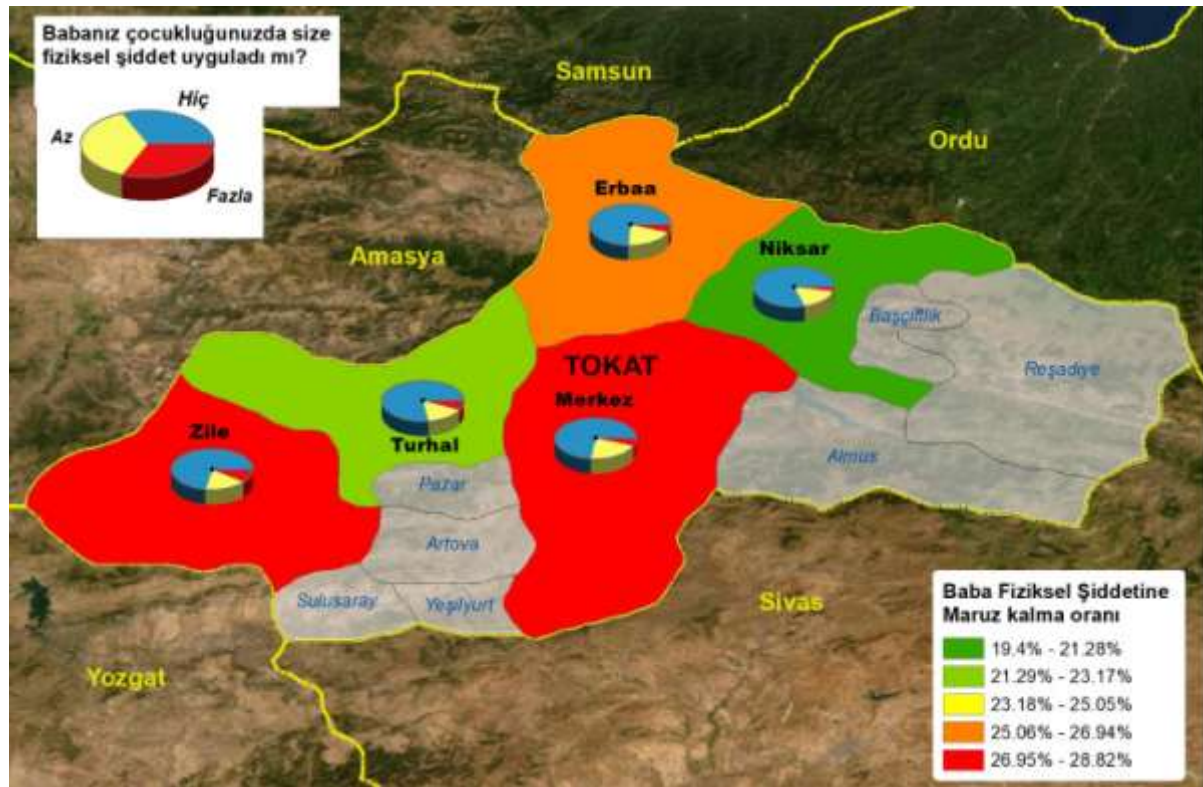 Babanız çocukluğunuzda size
fiziksel şiddet uyguladı mı?
Hiç
Az
Fazla
Samsun
Ordu
Erbaa
Amasya
Niksar
Başçiftlik
Reşadiye
TOKAT
Merkez
Zile
Turhal
Pazar
Almus
Artova
Sulusaray
Yeşilyurt
Sivas
Yozgat
Baba Fiziksel Şiddetine
Maruz kalma oranı
19.4% - 21.28%
21.29% - 23.17%
23.18% - 25.05%
25.06% - 26.94%
26.95% - 28.82%